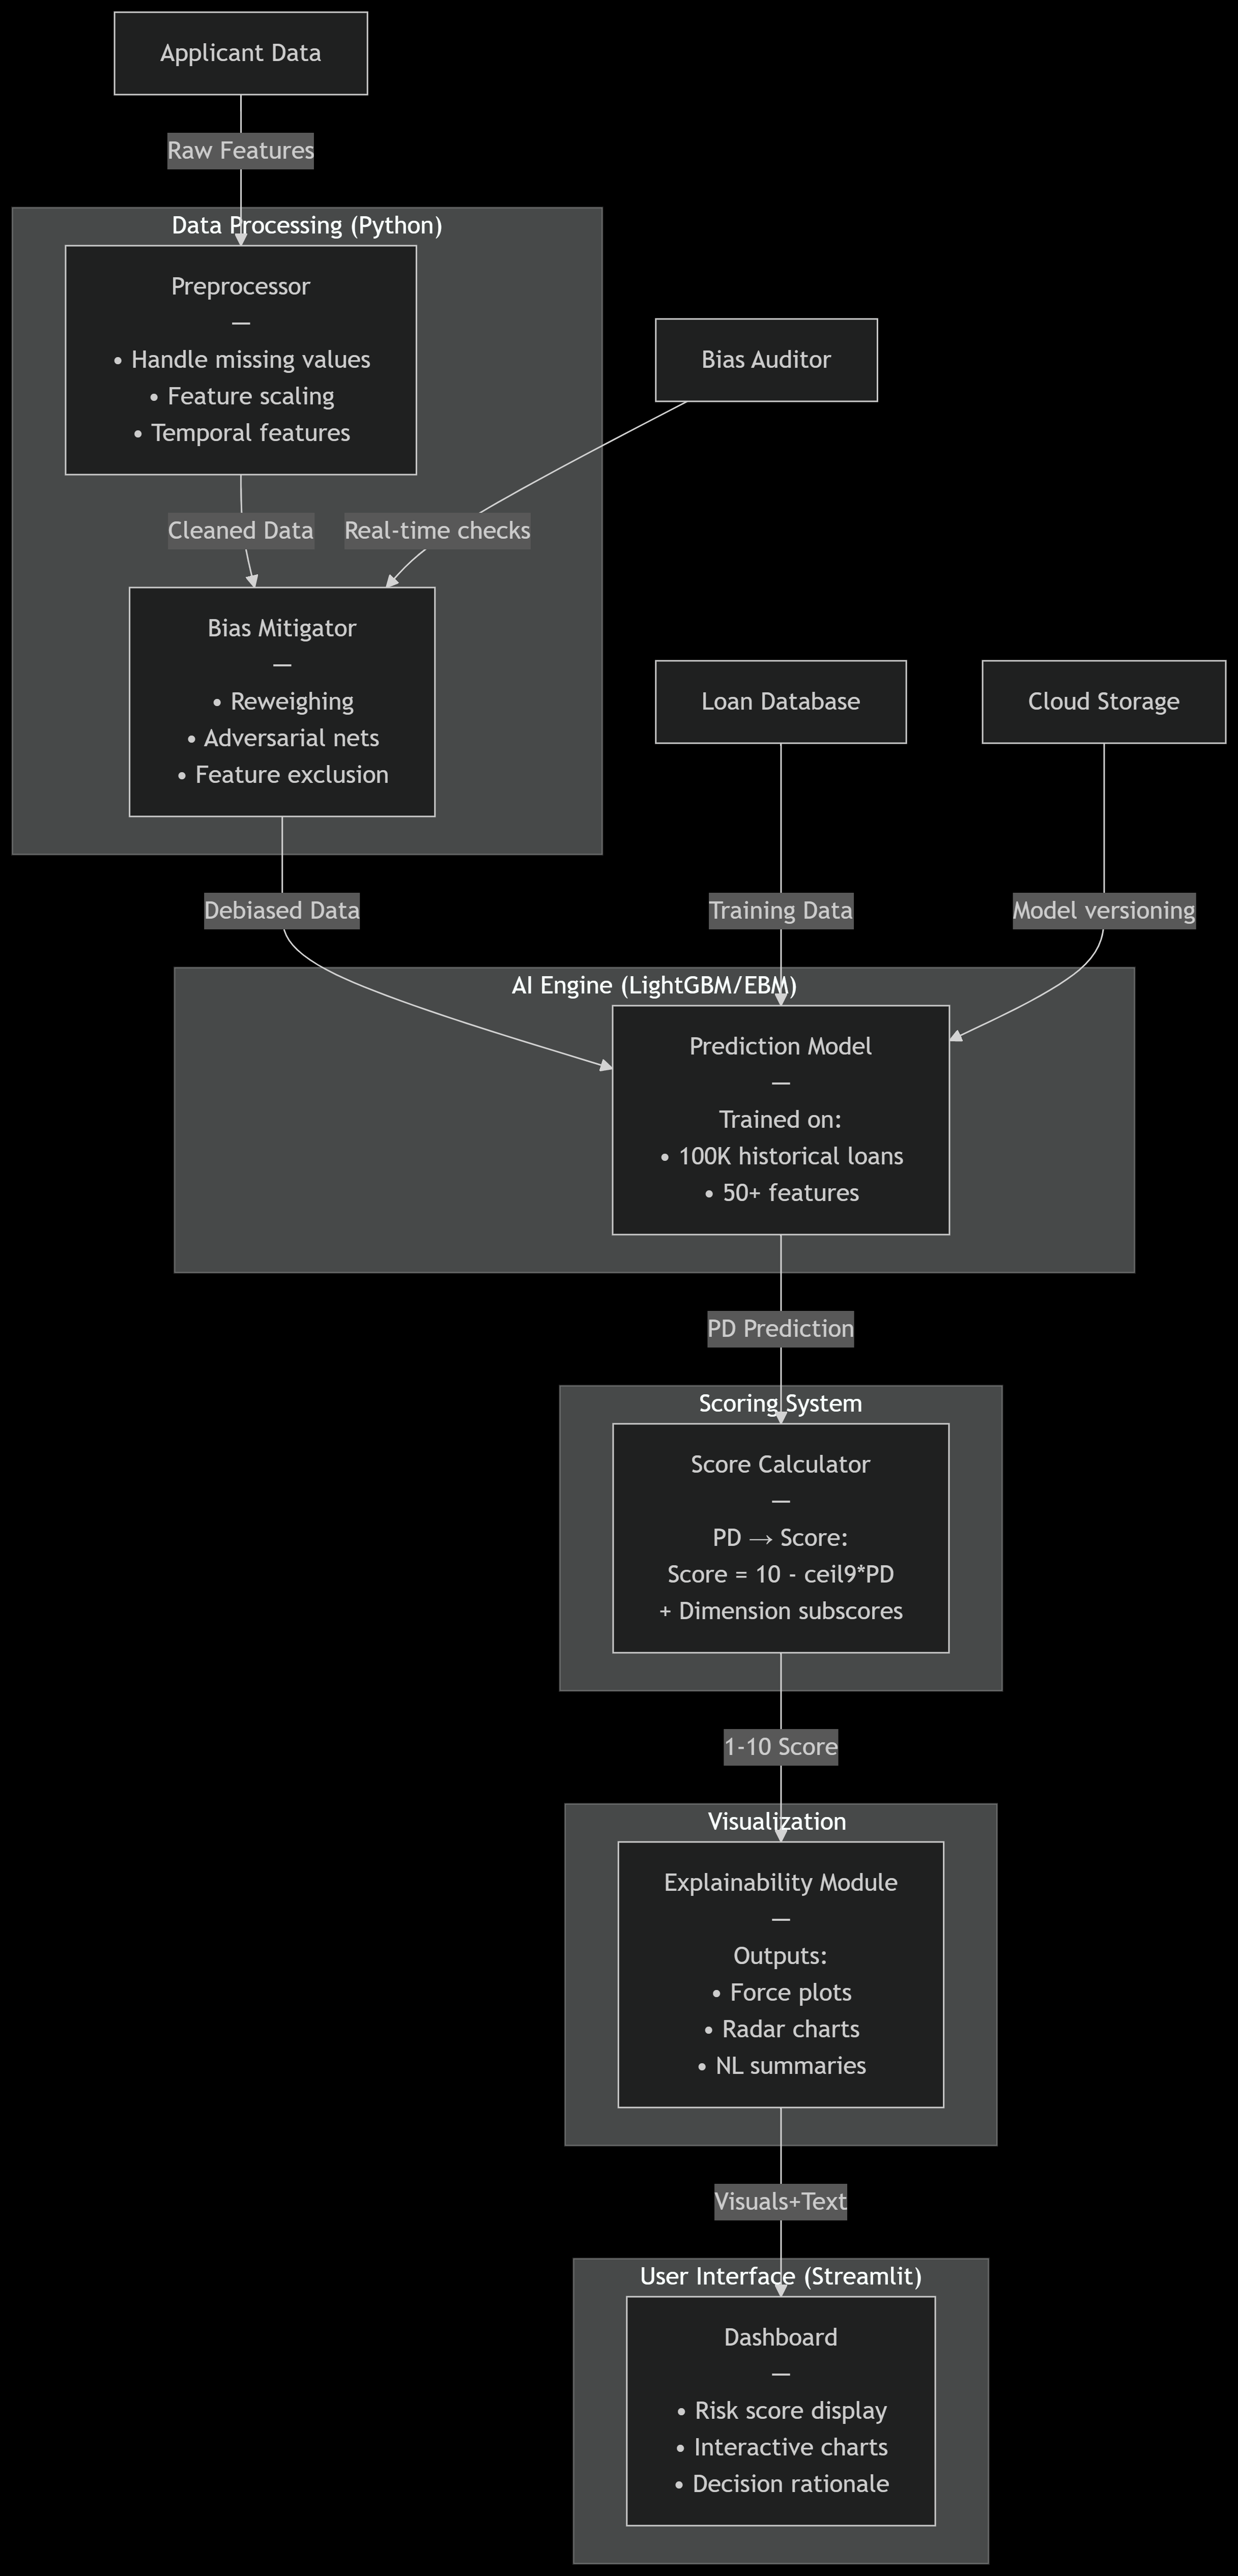 Applicant Data
Raw Features
Data Processing (Python)
Preprocessor
—
• Handle missing values
• Feature scaling
• Temporal features
Bias Auditor
Cleaned Data
Real-time checks
Bias Mitigator
—
• Reweighing
• Adversarial nets
• Feature exclusion
Loan Database
Cloud Storage
Debiased Data
Training Data
Model versioning
AI Engine (LightGBM/EBM)
Prediction Model
—
Trained on:
• 100K historical loans
• 50+ features
PD Prediction
Scoring System
Score Calculator
—
PD → Score:
Score = 10 - ceil9*PD
+ Dimension subscores
1-10 Score
Visualization
Explainability Module
—
Outputs:
• Force plots
• Radar charts
• NL summaries
Visuals+Text
User Interface (Streamlit)
Dashboard
—
• Risk score display
• Interactive charts
• Decision rationale